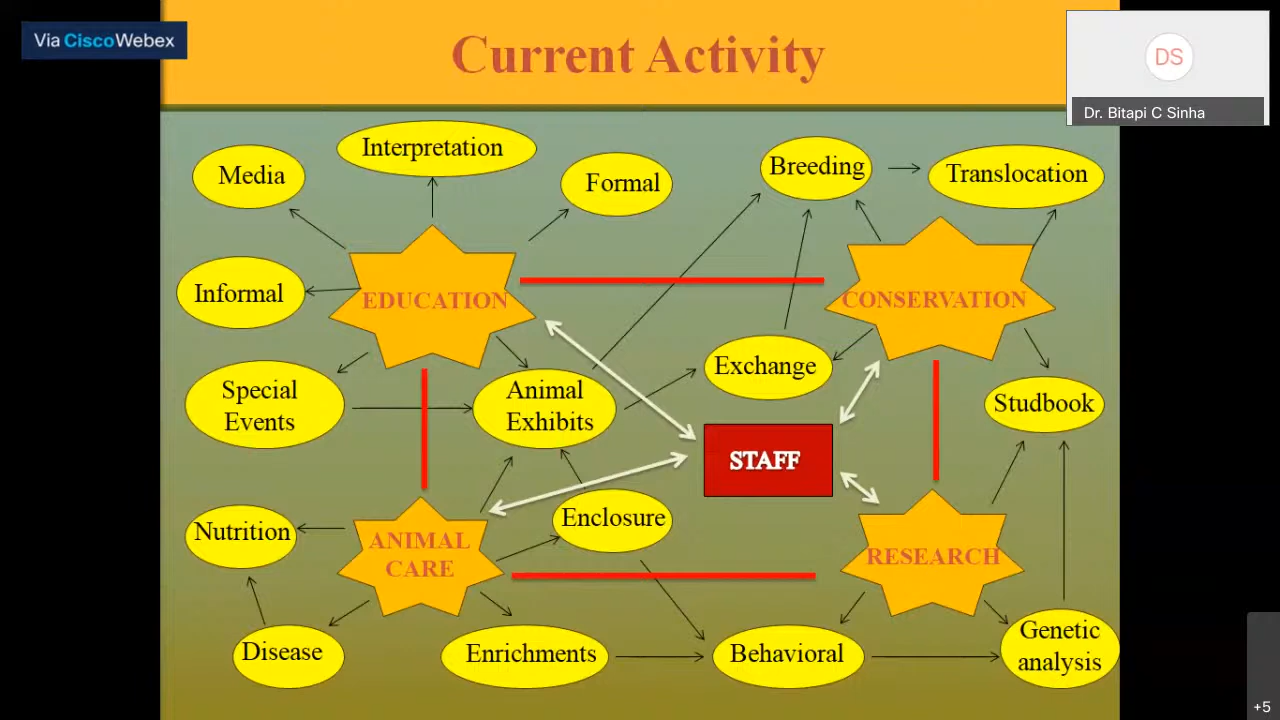 Via CiscoWebex
Current Activity
DS
Dr. Bitapi C Sinha
Media
Interpretation
Formal
Breeding
Translocation
Informal
EDUCATION
CONSERVATION
Special
Events
Animal
Exhibits
Exchange
Studbook
STAFF
Nutrition
ANIMAL
CARE
Enclosure
RESEARCH
Disease
Enrichments
Behavioral
Genetic
analysis
+5